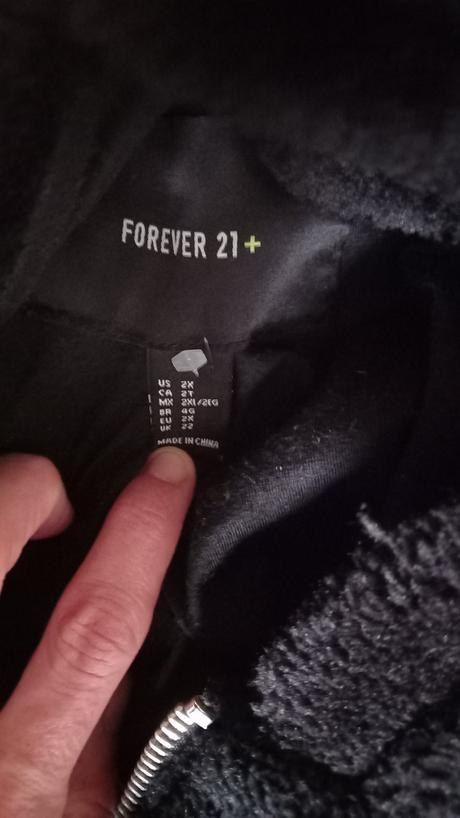 FOREVER 21+
US 2X
CA 2T
MX 2XL/2EG
BR 4G
EU 2X
UK 22
MADE IN CHINA